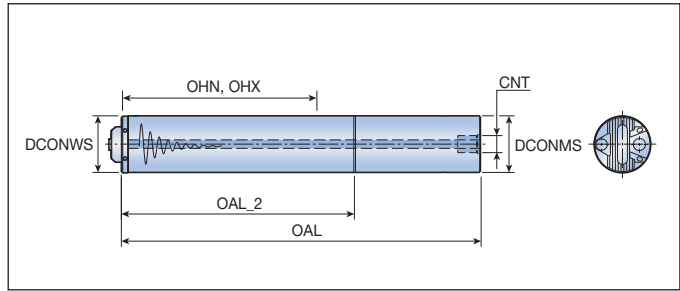 OHN, OHX
CNT
DCONWS
DCONMS
OAL_2
OAL